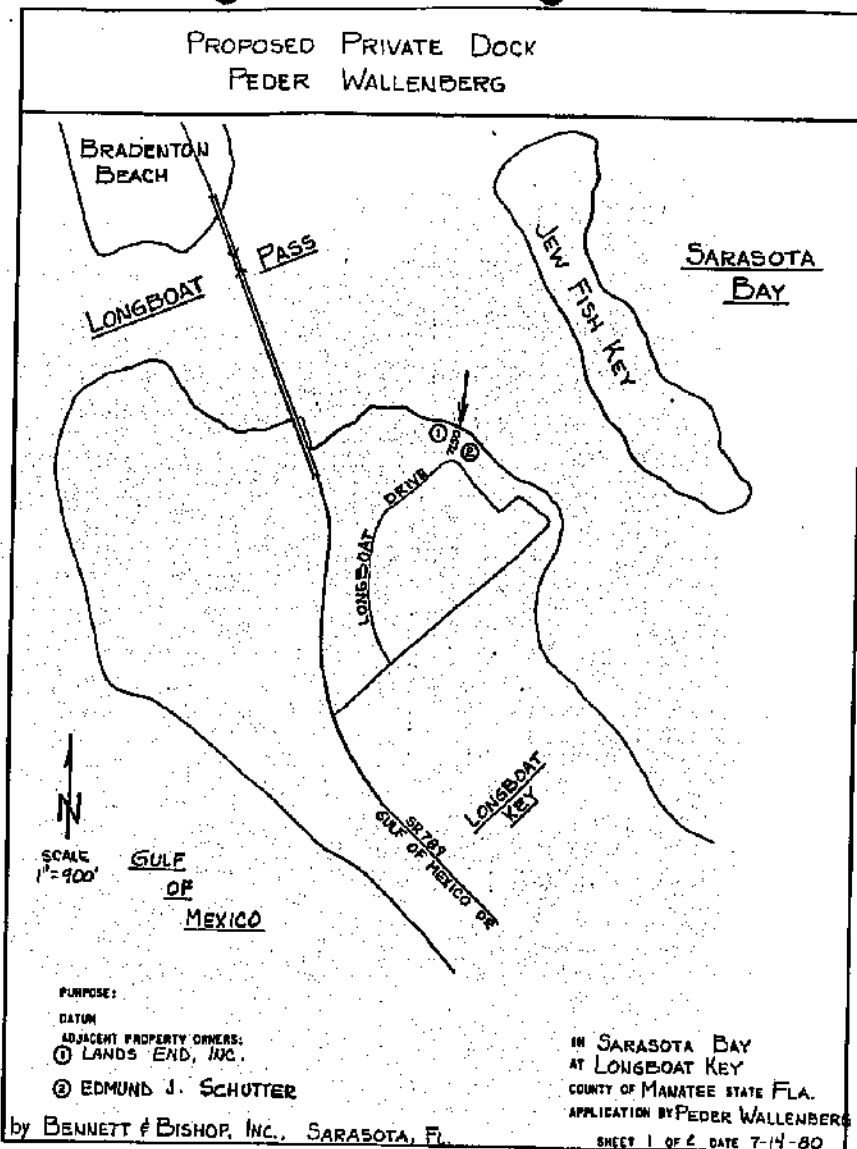 PROPOSED PRIVATE DOCK
PEDER WALLENBERG
BRADENTON
BEACH
PASS
LONGBOAT
JEW FISH KEY
SARASOTA
BAY
①
②
DRIVE
LONGBOAT
LONGBOAT
KEY
SR 789
GULF OF MEXICO DR
N
SCALE
1"=900'
GULF
OF
MEXICO
PURPOSE:
DATUM
ADJACENT PROPERTY OWNERS:
① LANDS END, INC.
② EDMUND J. SCHUTTER
IN SARASOTA BAY
AT LONGBOAT KEY
COUNTY OF MANATEE STATE FLA.
APPLICATION BY PEDER WALLENBERG
by BENNETT & BISHOP, INC., SARASOTA, FL.
SHEET 1 OF 2 DATE 7-14-80